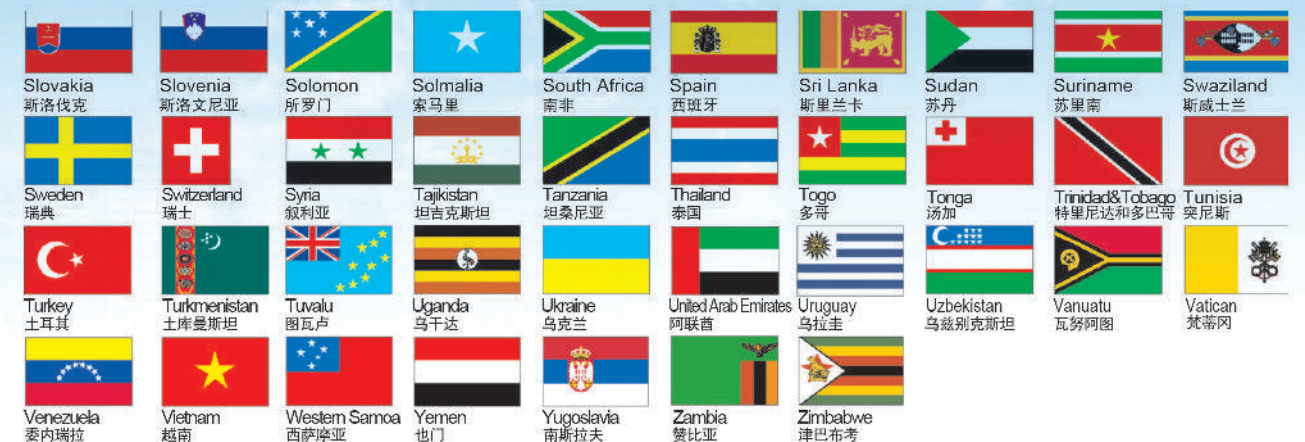 Slovakia
斯洛伐克
Slovenia
斯洛文尼亚
Solomon
所罗门
Solmalia
索马里
South Africa
南非
Spain
西班牙
Sri Lanka
斯里兰卡
Sudan
苏丹
Suriname
苏里南
Swaziland
斯威士兰
Sweden
瑞典
Switzerland
瑞士
Syria
叙利亚
Tajikistan
坦吉克斯坦
Tanzania
坦桑尼亚
Thailand
泰国
Togo
多哥
Tonga
汤加
Trinidad&Tobago
特里尼达和多巴哥
Tunisia
突尼斯
Turkey
土耳其
Turkmenistan
土库曼斯坦
Tuvalu
图瓦卢
Uganda
乌干达
Ukraine
乌克兰
United Arab Emirates
阿联酋
Uruguay
乌拉圭
Uzbekistan
乌兹别克斯坦
Vanuatu
瓦努阿图
Vatican
梵蒂冈
Venezuela
委内瑞拉
Vietnam
越南
Western Samoa
西萨摩亚
Yemen
也门
Yugoslavia
南斯拉夫
Zambia
赞比亚
Zimbabwe
津巴布考